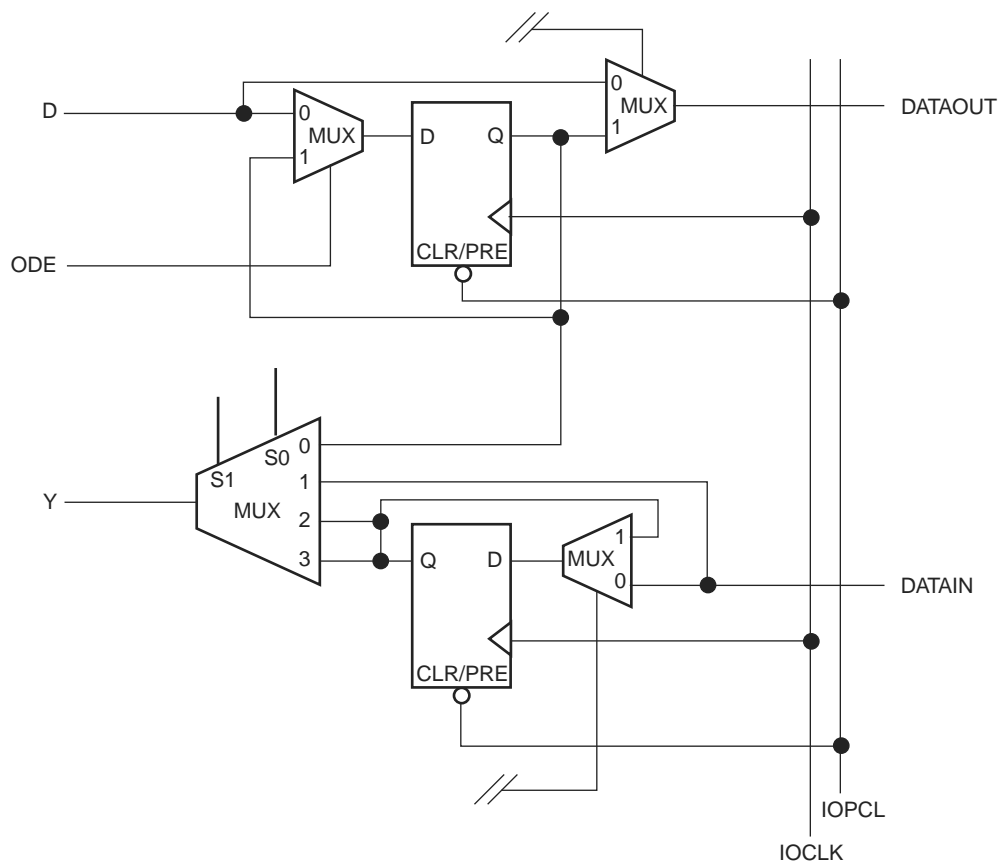 0
MUX
1
DATAOUT
D
0
MUX
1
D
Q
CLR/PRE
ODE
S1
S0
0
1
2
3
MUX
Y
Q
D
CLR/PRE
1
MUX
0
DATAIN
IOPCL
IOCLK